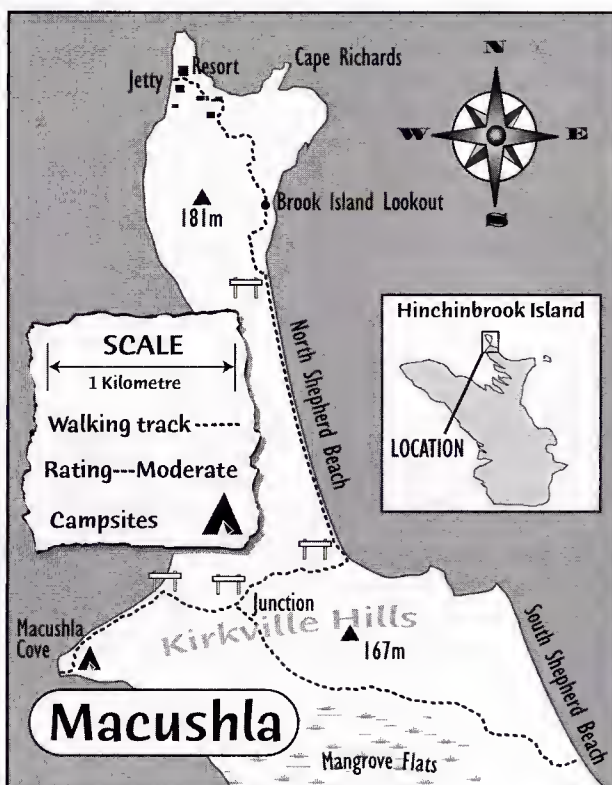 N
W
E
S
Resort
Jetty
Cape Richards
Brook Island Lookout
181m
SCALE
1 Kilometre
Walking track -----
Rating---Moderate
Campsites
North Shepherd Beach
Hinchinbrook Island
LOCATION
Junction
Kirkville Hills
167m
Macushla
Cove
South Shepherd Beach
Macushla
Mangrove Flats